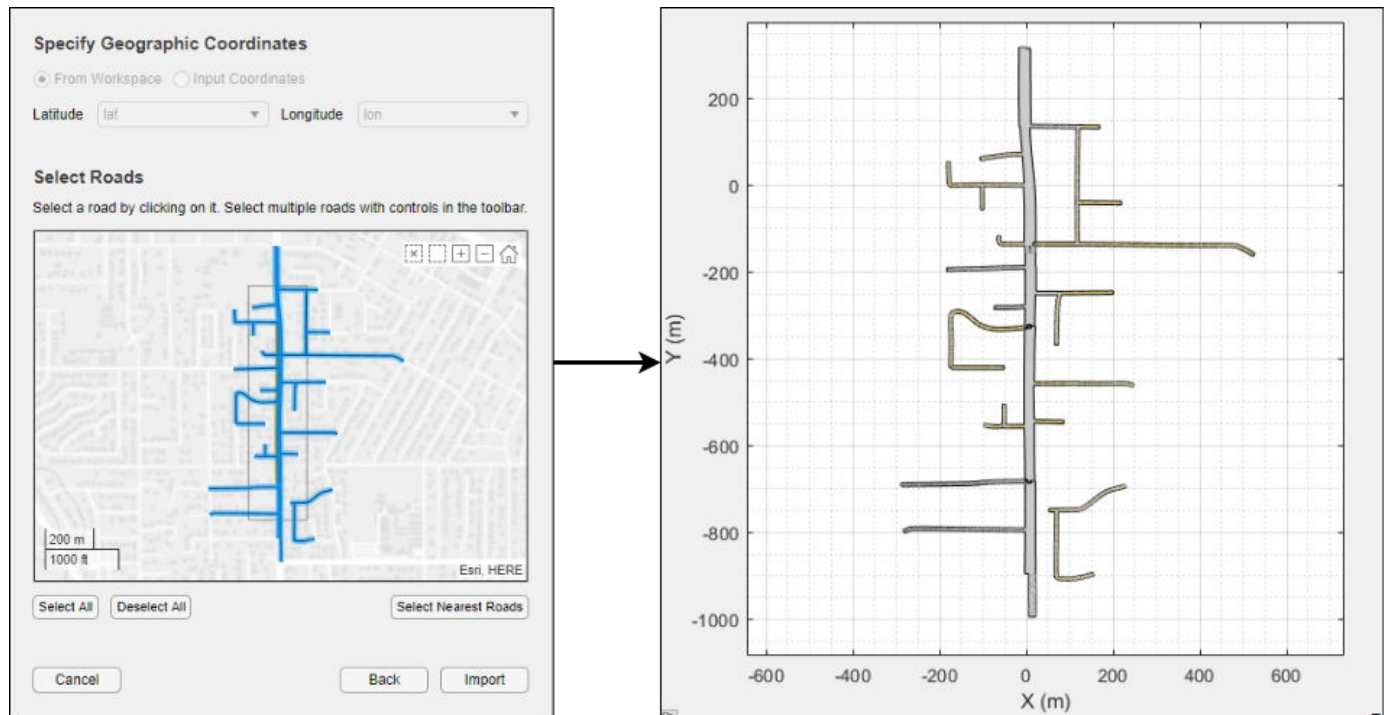 Specify Geographic Coordinates
From Workspace Input Coordinates
Latitude lat Longitude lon
Select Roads
Select a road by clicking on it. Select multiple roads with controls in the toolbar.
200 m
1000 ft
Esri, HERE
Select All Deselect All Select Nearest Roads
Cancel Back Import
200
0
-200
-400
-600
-800
-1000
Y (m)
-600 -400 -200 0 200 400 600
X (m)